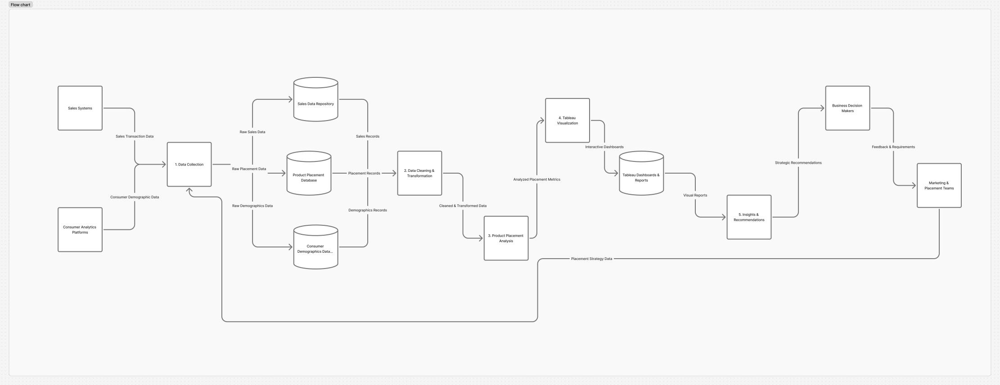 Flow chart
Sales Systems
Sales Transaction Data
Consumer Demographic Data
Consumer Analytics
Platforms
1. Data Collection
Raw Sales Data
Raw Placement Data
Raw Demographics Data
Sales Data Repository
Product Placement
Database
Consumer
Demographics Data...
Sales Records
Placement Records
Demographics Records
2. Data Cleaning &
Transformation
Cleaned & Transformed Data
3. Product Placement
Analysis
Analyzed Placement Metrics
4. Tableau
Visualization
Interactive Dashboards
Tableau Dashboards &
Reports
Visual Reports
5. Insights &
Recommendations
Strategic Recommendations
Business Decision
Makers
Feedback & Requirements
Marketing &
Placement Teams
Placement Strategy Data